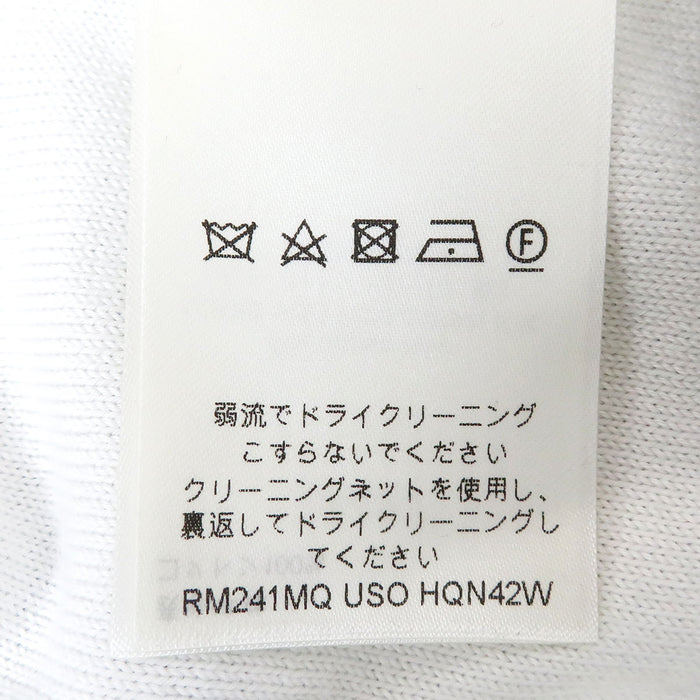 F
弱流でドライクリーニング
こすらないでください
クリーニングネットを使用し、
裏返してドライクリーニングし
てください
RM241MQ USO HQN42W